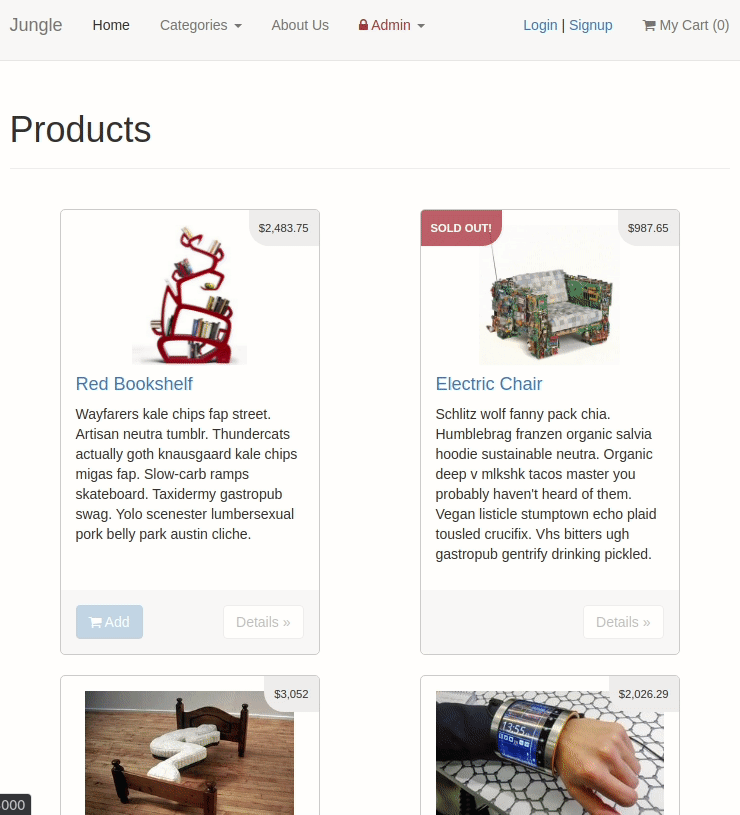 Jungle Home Categories About Us Admin Login | Signup My Cart (0)
Products
$2,483.75
SOLD OUT! $987.65
Red Bookshelf
Wayfarers kale chips fap street.
Artisan neutra tumblr. Thundercats
actually goth knausgaard kale chips
migas fap. Slow-carb ramps
skateboard. Taxidermy gastropub
swag. Yolo scenester lumbersexual
pork belly park austin cliche.
Add Details »
Electric Chair
Schlitz wolf fanny pack chia.
Humblebrag franzen organic salvia
hoodie sustainable neutra. Organic
deep v mlkshk tacos master you
probably haven't heard of them.
Vegan listicle stumptown echo plaid
tousled crucifix. Vhs bitters ugh
gastropub gentrify drinking pickled.
Details »
$3,052
$2,026.29
13:55
000